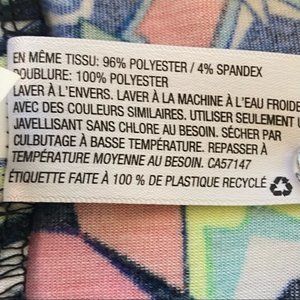 EN MÊME TISSU: 96% POLYESTER / 4% SPANDEX
DOUBLURE: 100% POLYESTER
LAVER À L'ENVERS. LAVER À LA MACHINE À L'EAU FROIDE
AVEC DES COULEURS SIMILAIRES. UTILISER SEULEMENT U
JAVELLISANT SANS CHLORE AU BESOIN. SÉCHER PAR
CULBUTAGE À BASSE TEMPÉRATURE. REPASSER À
TEMPÉRATURE MOYENNE AU BESOIN. CA57147
ÉTIQUETTE FAITE À 100 % DE PLASTIQUE RECYCLÉ